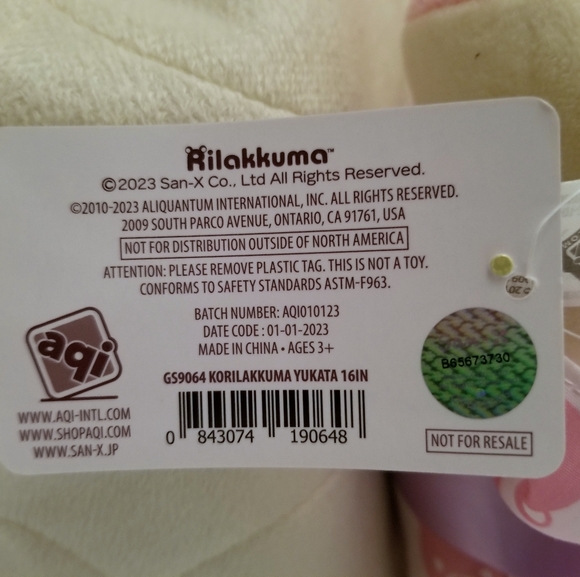 Rilakkuma™
©2023 San-X Co., Ltd All Rights Reserved.
©2010-2023 ALIQUANTUM INTERNATIONAL, INC. ALL RIGHTS RESERVED.
2009 SOUTH PARCO AVENUE, ONTARIO, CA 91761, USA
NOT FOR DISTRIBUTION OUTSIDE OF NORTH AMERICA
ATTENTION: PLEASE REMOVE PLASTIC TAG. THIS IS NOT A TOY.
CONFORMS TO SAFETY STANDARDS ASTM-F963.
BATCH NUMBER: AQI010123
DATE CODE : 01-01-2023
MADE IN CHINA • AGES 3+
GS9064 KORILAKKUMA YUKATA 16IN
0 843074 190648
aqi
WWW.AQI-INTL.COM
WWW.SHOPAQI.COM
WWW.SAN-X.JP
B65673730
NOT FOR RESALE